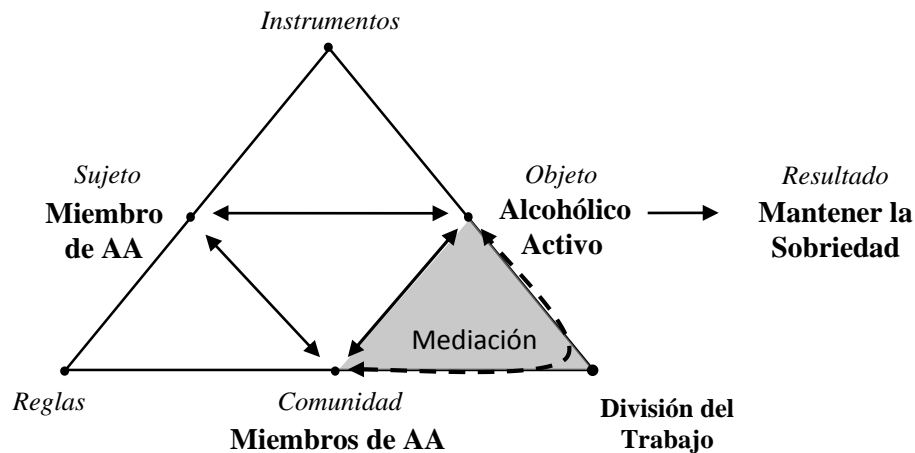 Instrumentos
Sujeto
Miembro
de AA
Objeto
Alcohólico
Activo
Resultado
Mantener la
Sobriedad
Mediación
Reglas
Comunidad
Miembros de AA
División del
Trabajo